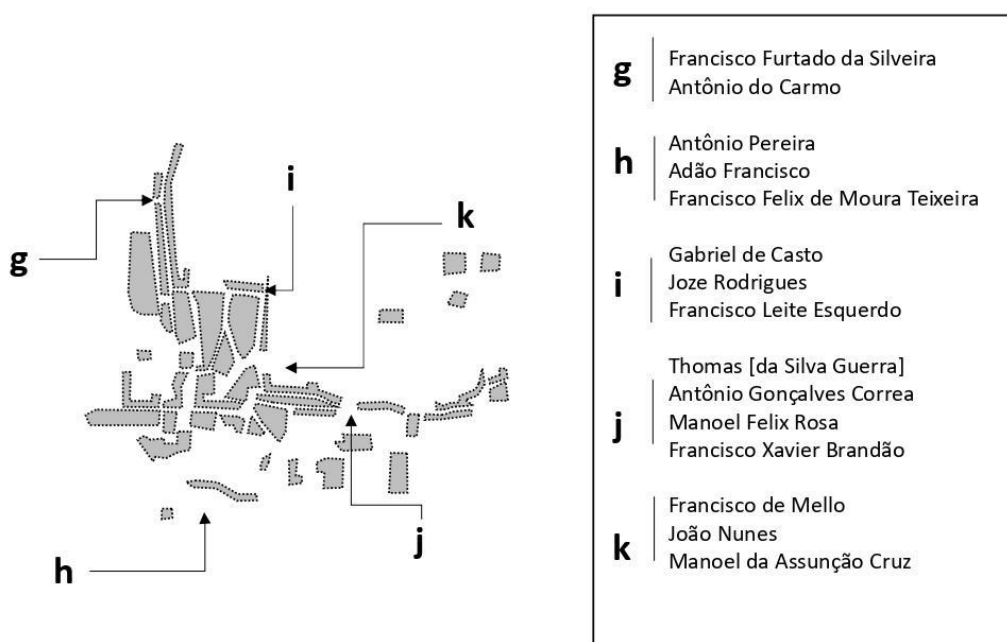 g
i
k
h
j
g
Francisco Furtado da Silveira
Antônio do Carmo
h
Antônio Pereira
Adão Francisco
Francisco Felix de Moura Teixeira
i
Gabriel de Casto
Joze Rodrigues
Francisco Leite Esquerdo
j
Thomas [da Silva Guerra]
Antônio Gonçalves Correa
Manoel Felix Rosa
Francisco Xavier Brandão
k
Francisco de Mello
João Nunes
Manoel da Assunção Cruz